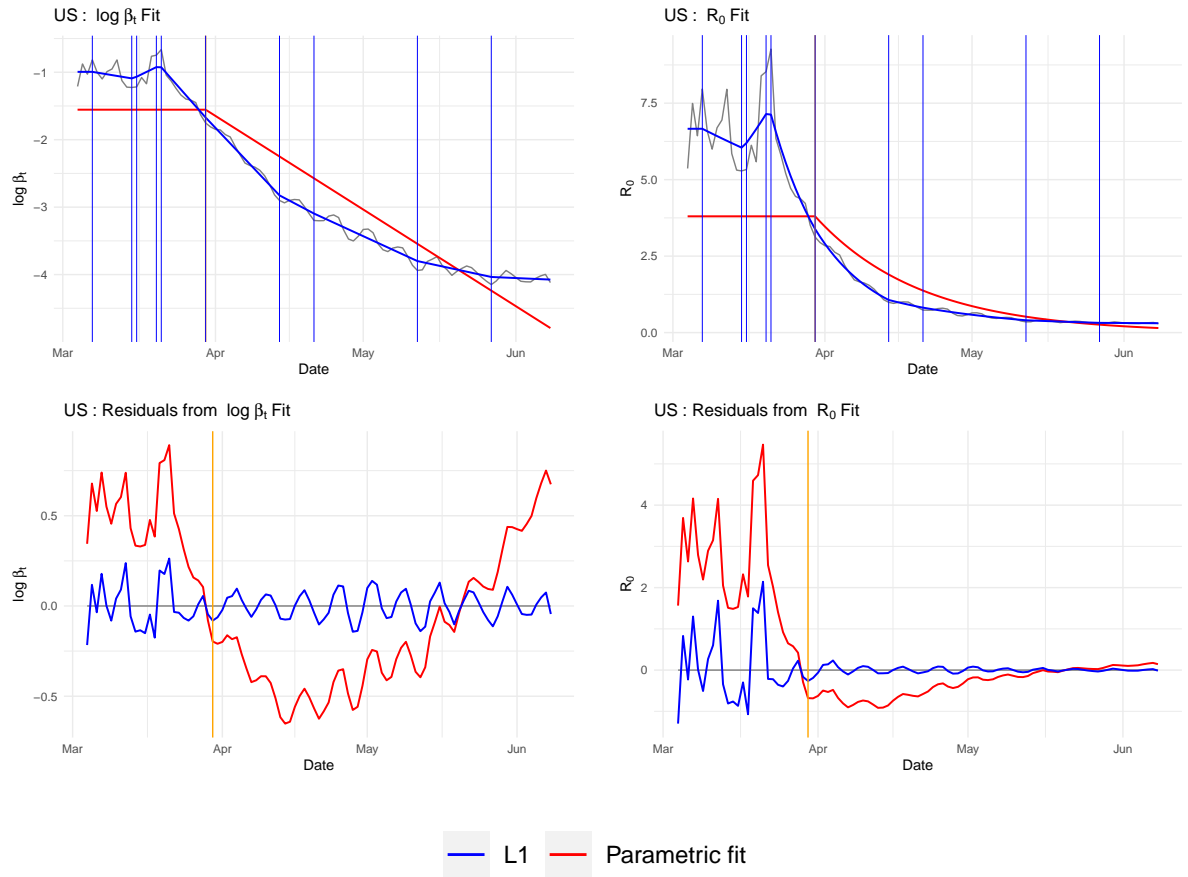 US : log βt Fit
−1
−2
−3
−4
log βt
Mar
Apr
May
Jun
Date
US : R0 Fit
7.5
5.0
2.5
0.0
R0
Mar
Apr
May
Jun
Date
US : Residuals from log βt Fit
0.5
0.0
−0.5
log βt
Mar
Apr
May
Jun
Date
US : Residuals from R0 Fit
4
2
0
R0
Mar
Apr
May
Jun
Date
L1 Parametric fit